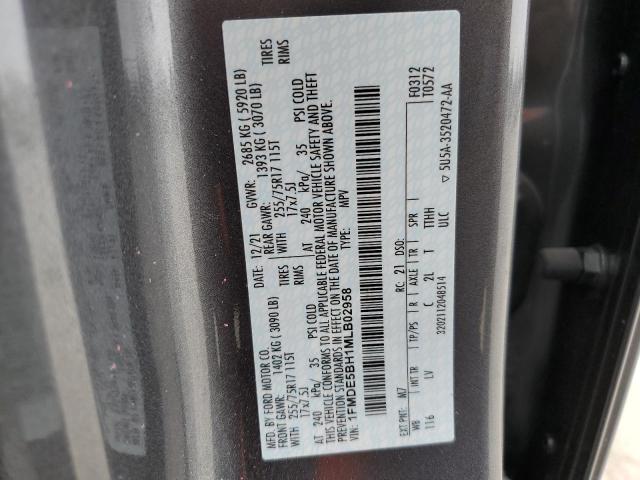 MFD. BY FORD MOTOR CO.
DATE: 12/21 GVWR: 2685 KG ( 5920 LB)
FRONT GAWR: 1402 KG ( 3090 LB) REAR GAWR: 1393 KG ( 3070 LB)
WITH 255/75R17 115T TIRES WITH 255/75R17 115T TIRES
17x7.5J RIMS 17x7.5J RIMS
AT 240 kPa/ 35 PSI COLD AT 240 kPa/ 35 PSI COLD
THIS VEHICLE CONFORMS TO ALL APPLICABLE FEDERAL MOTOR VEHICLE SAFETY AND THEFT
PREVENTION STANDARDS IN EFFECT ON THE DATE OF MANUFACTURE SHOWN ABOVE.
VIN: 1FMDE5BH1MLB02958 TYPE: MPV
F0312
T0572
EXT PNT: M7 RC: 21 DSO:
WB INT TR TP/PS R AXLE TR SPR
116 LV C 2L T TTHH
ULC
3202112048514 ▽ 5U5A-3520472-AA